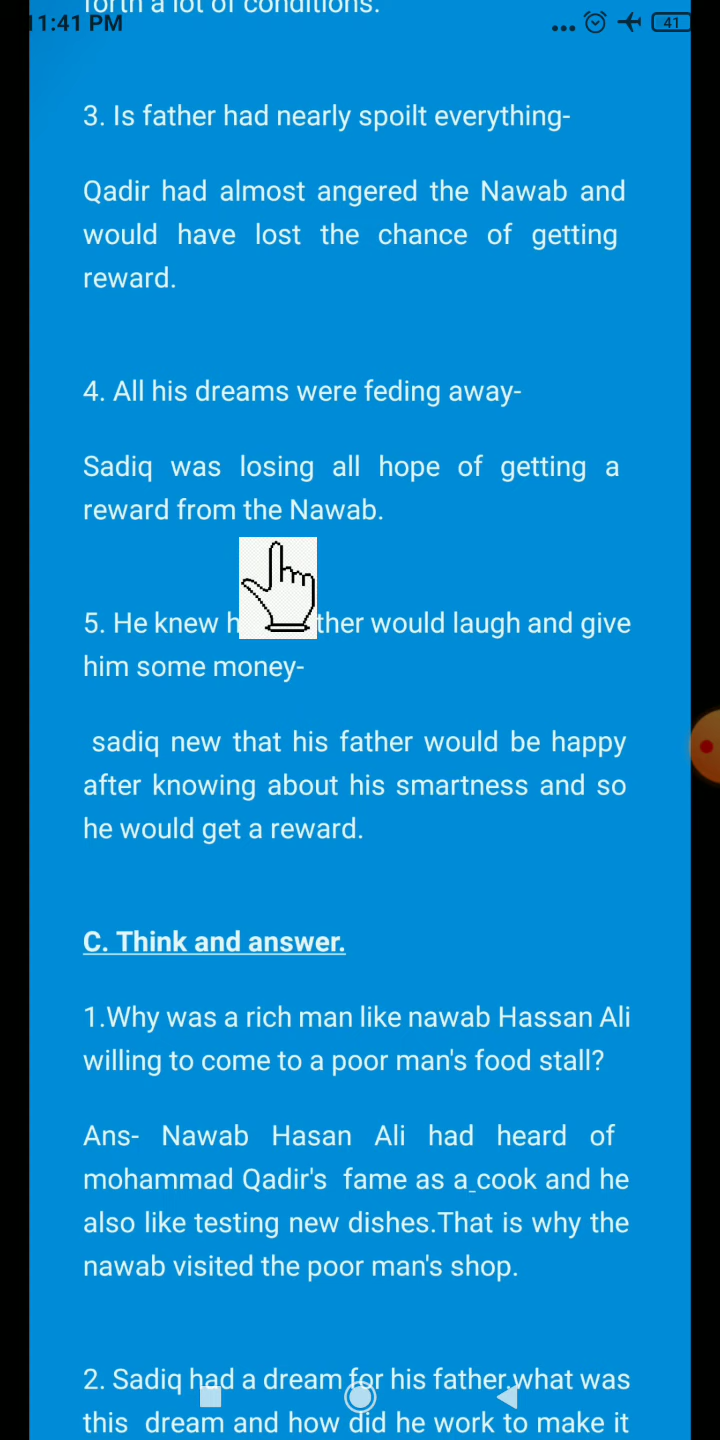 forth a lot of conditions.
11:41 PM
41
3. Is father had nearly spoilt everything-
Qadir had almost angered the Nawab and
would have lost the chance of getting
reward.
4. All his dreams were feding away-
Sadiq was losing all hope of getting a
reward from the Nawab.
5. He knew would laugh and give
him some money-
sadiq new that his father would be happy
after knowing about his smartness and so
he would get a reward.
C. Think and answer.
1.Why was a rich man like nawab Hassan Ali
willing to come to a poor man's food stall?
Ans- Nawab Hasan Ali had heard of
mohammad Qadir's fame as a_cook and he
also like testing new dishes.That is why the
nawab visited the poor man's shop.
2. Sadiq had a dream for his father,what was
this dream and how did he work to make it